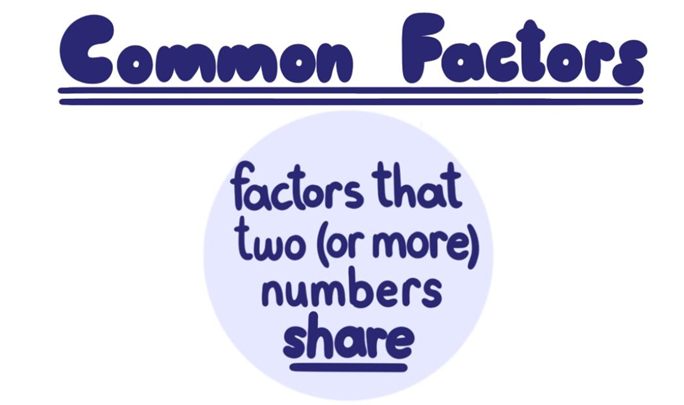 Common Factors
factors that
two (or more)
numbers
share